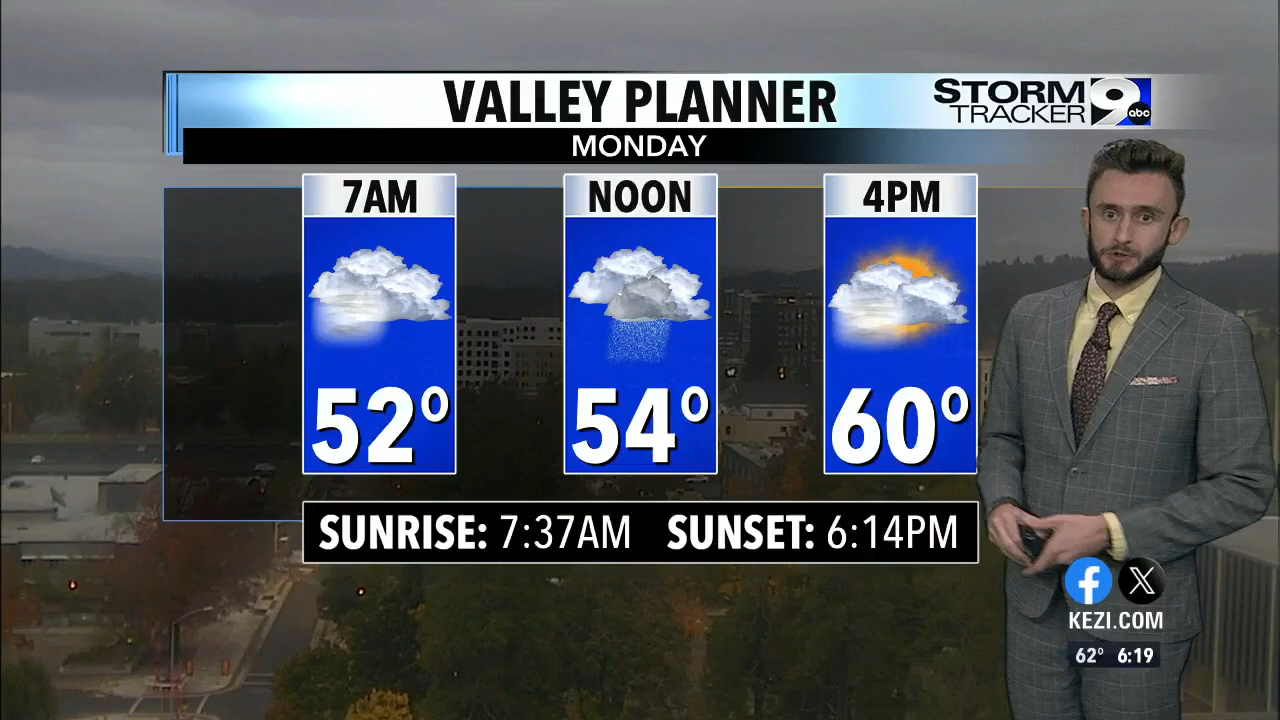 VALLEY PLANNER
STORM
TRACKER
9
abc
MONDAY
7AM
NOON
4PM
52°
54°
60°
SUNRISE: 7:37AM SUNSET: 6:14PM
f X
KEZI.COM
62° 6:19